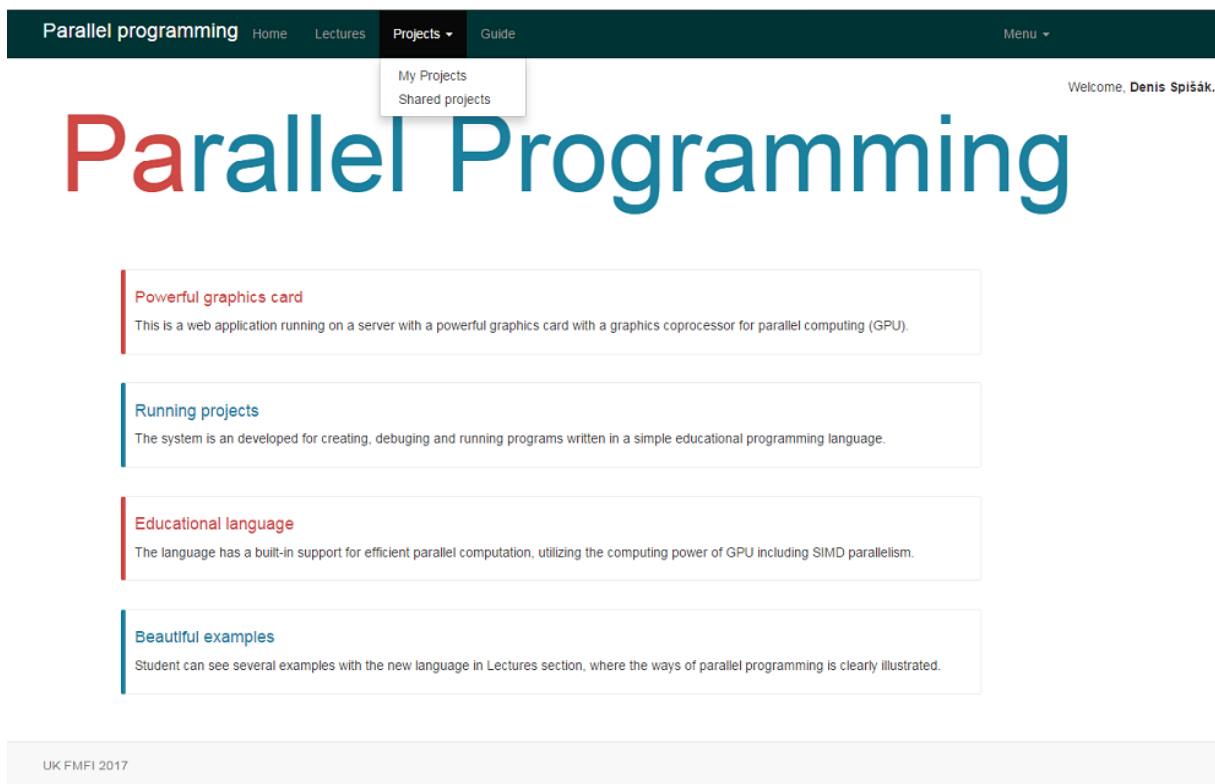 Parallel programming Home Lectures Projects Guide Menu
My Projects
Shared projects
Welcome, Denis Spišák.
Parallel Programming
Powerful graphics card
This is a web application running on a server with a powerful graphics card with a graphics coprocessor for parallel computing (GPU).
Running projects
The system is an developed for creating, debuging and running programs written in a simple educational programming language.
Educational language
The language has a built-in support for efficient parallel computation, utilizing the computing power of GPU including SIMD parallelism.
Beautiful examples
Student can see several examples with the new language in Lectures section, where the ways of parallel programming is clearly illustrated.
UK FMFI 2017